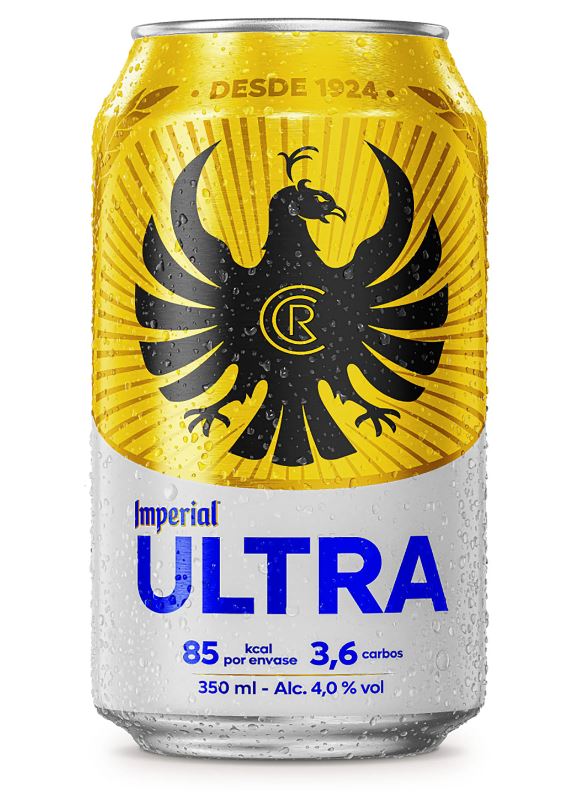 • DESDE 1924 •
CR
Imperial
ULTRA
85 kcal por envase 3,6 carbos
350 ml - Alc. 4,0 % vol